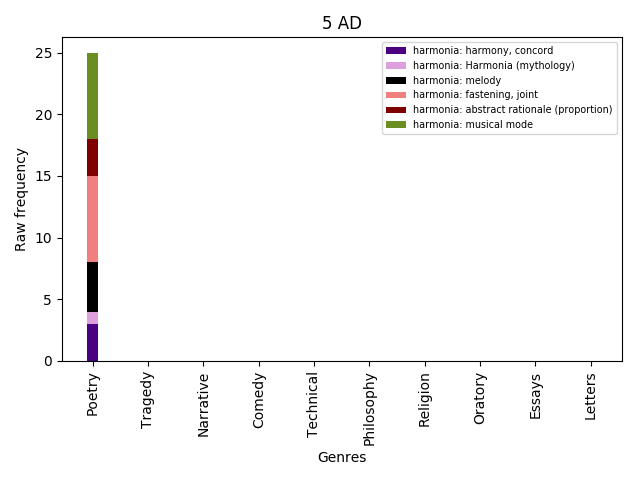 5 AD
harmonia: harmony, concord
harmonia: Harmonia (mythology)
harmonia: melody
harmonia: fastening, joint
harmonia: abstract rationale (proportion)
harmonia: musical mode
Raw frequency
25
20
15
10
5
0
Poetry
Tragedy
Narrative
Comedy
Technical
Philosophy
Religion
Oratory
Essays
Letters
Genres